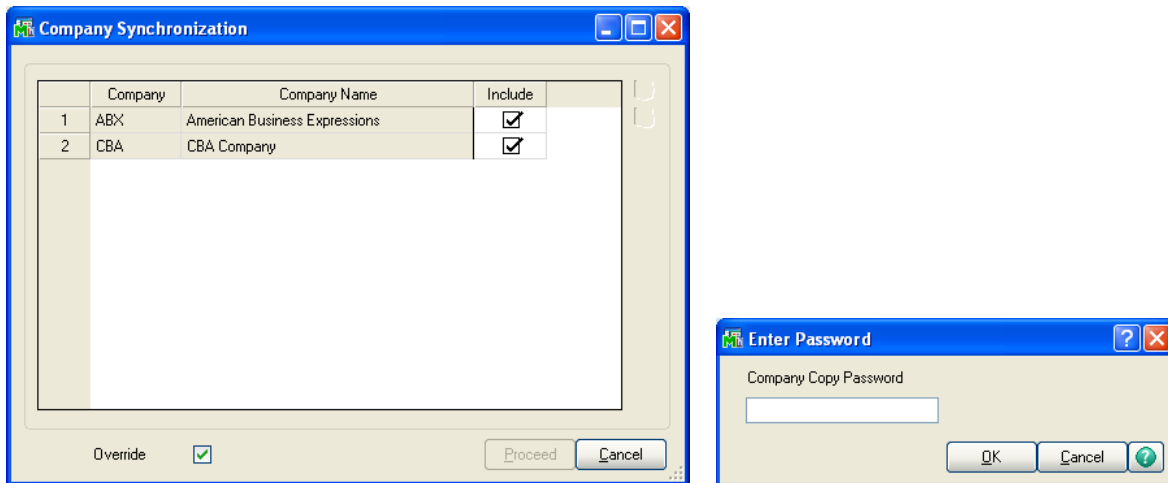 Company Synchronization
Company Company Name Include
1 ABX American Business Expressions
2 CBA CBA Company
Override Proceed Cancel
Enter Password
Company Copy Password
OK Cancel